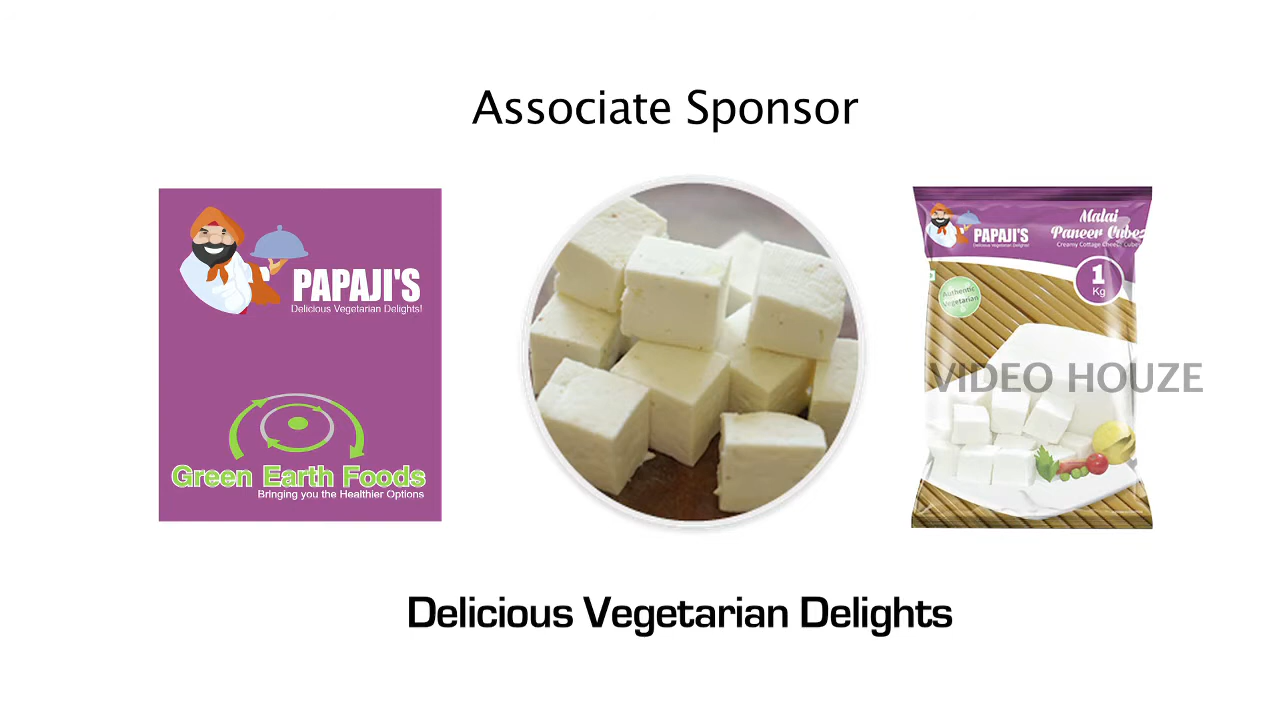 Associate Sponsor
PAPAJI'S
Delicious Vegetarian Delights!
Green Earth Foods
Bringing you the Healthier Options
PAPAJI'S
Delicious Vegetarian Delights!
Malai
Paneer Cubez
Creamy Cottage Cheese Cubes
1
Kg
Authentic
Vegetarian
VIDEO HOUZE
Delicious Vegetarian Delights